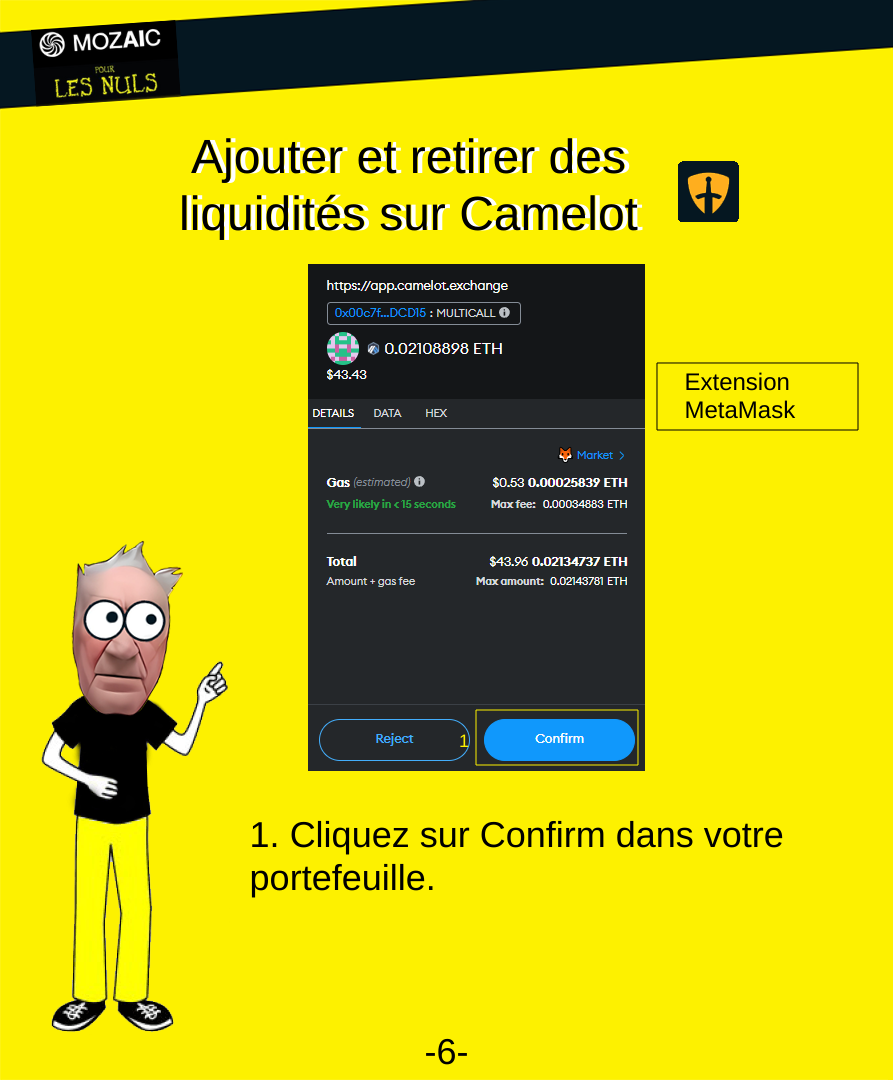 MOZAIC
POUR
LES NULS
Ajouter et retirer des
liquidités sur Camelot
https://app.camelot.exchange
0x00c7f...DCD15 : MULTICALL
0.02108898 ETH
$43.43
DETAILS DATA HEX
Market >
Gas (estimated) $0.53 0.00025839 ETH
Very likely in < 15 seconds Max fee: 0.00034883 ETH
Total $43.96 0.02134737 ETH
Amount + gas fee Max amount: 0.02143781 ETH
Reject 1 Confirm
Extension
MetaMask
1. Cliquez sur Confirm dans votre
portefeuille.
-6-